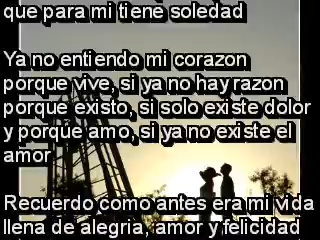 que para mi tiene soledad
Ya no entiendo mi corazon
porque vive, si ya no hay razon
porque existo, si solo existe dolor
y porque amo, si ya no existe el
amor
Recuerdo como antes era mi vida
llena de alegria, amor y felicidad